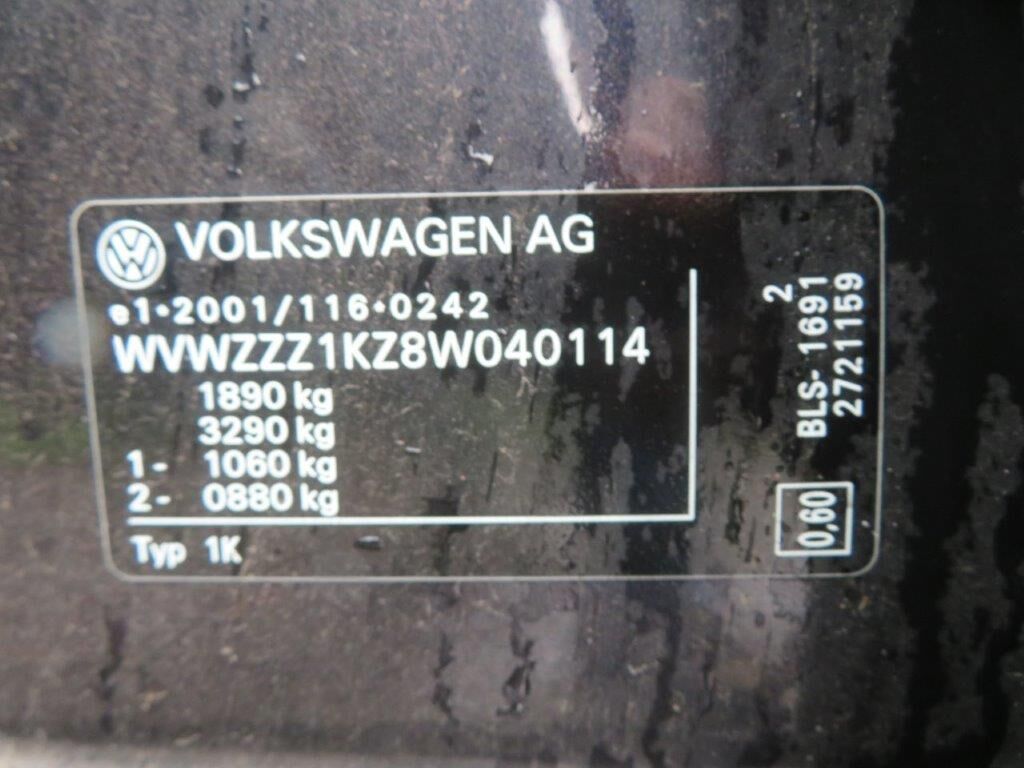 VOLKSWAGEN AG
e1*2001/116*0242
WVWZZZ1KZ8W040114
1890 kg
3290 kg
1- 1060 kg
2- 0880 kg
Typ 1K
2
BLS- 1691
2721159
0,60